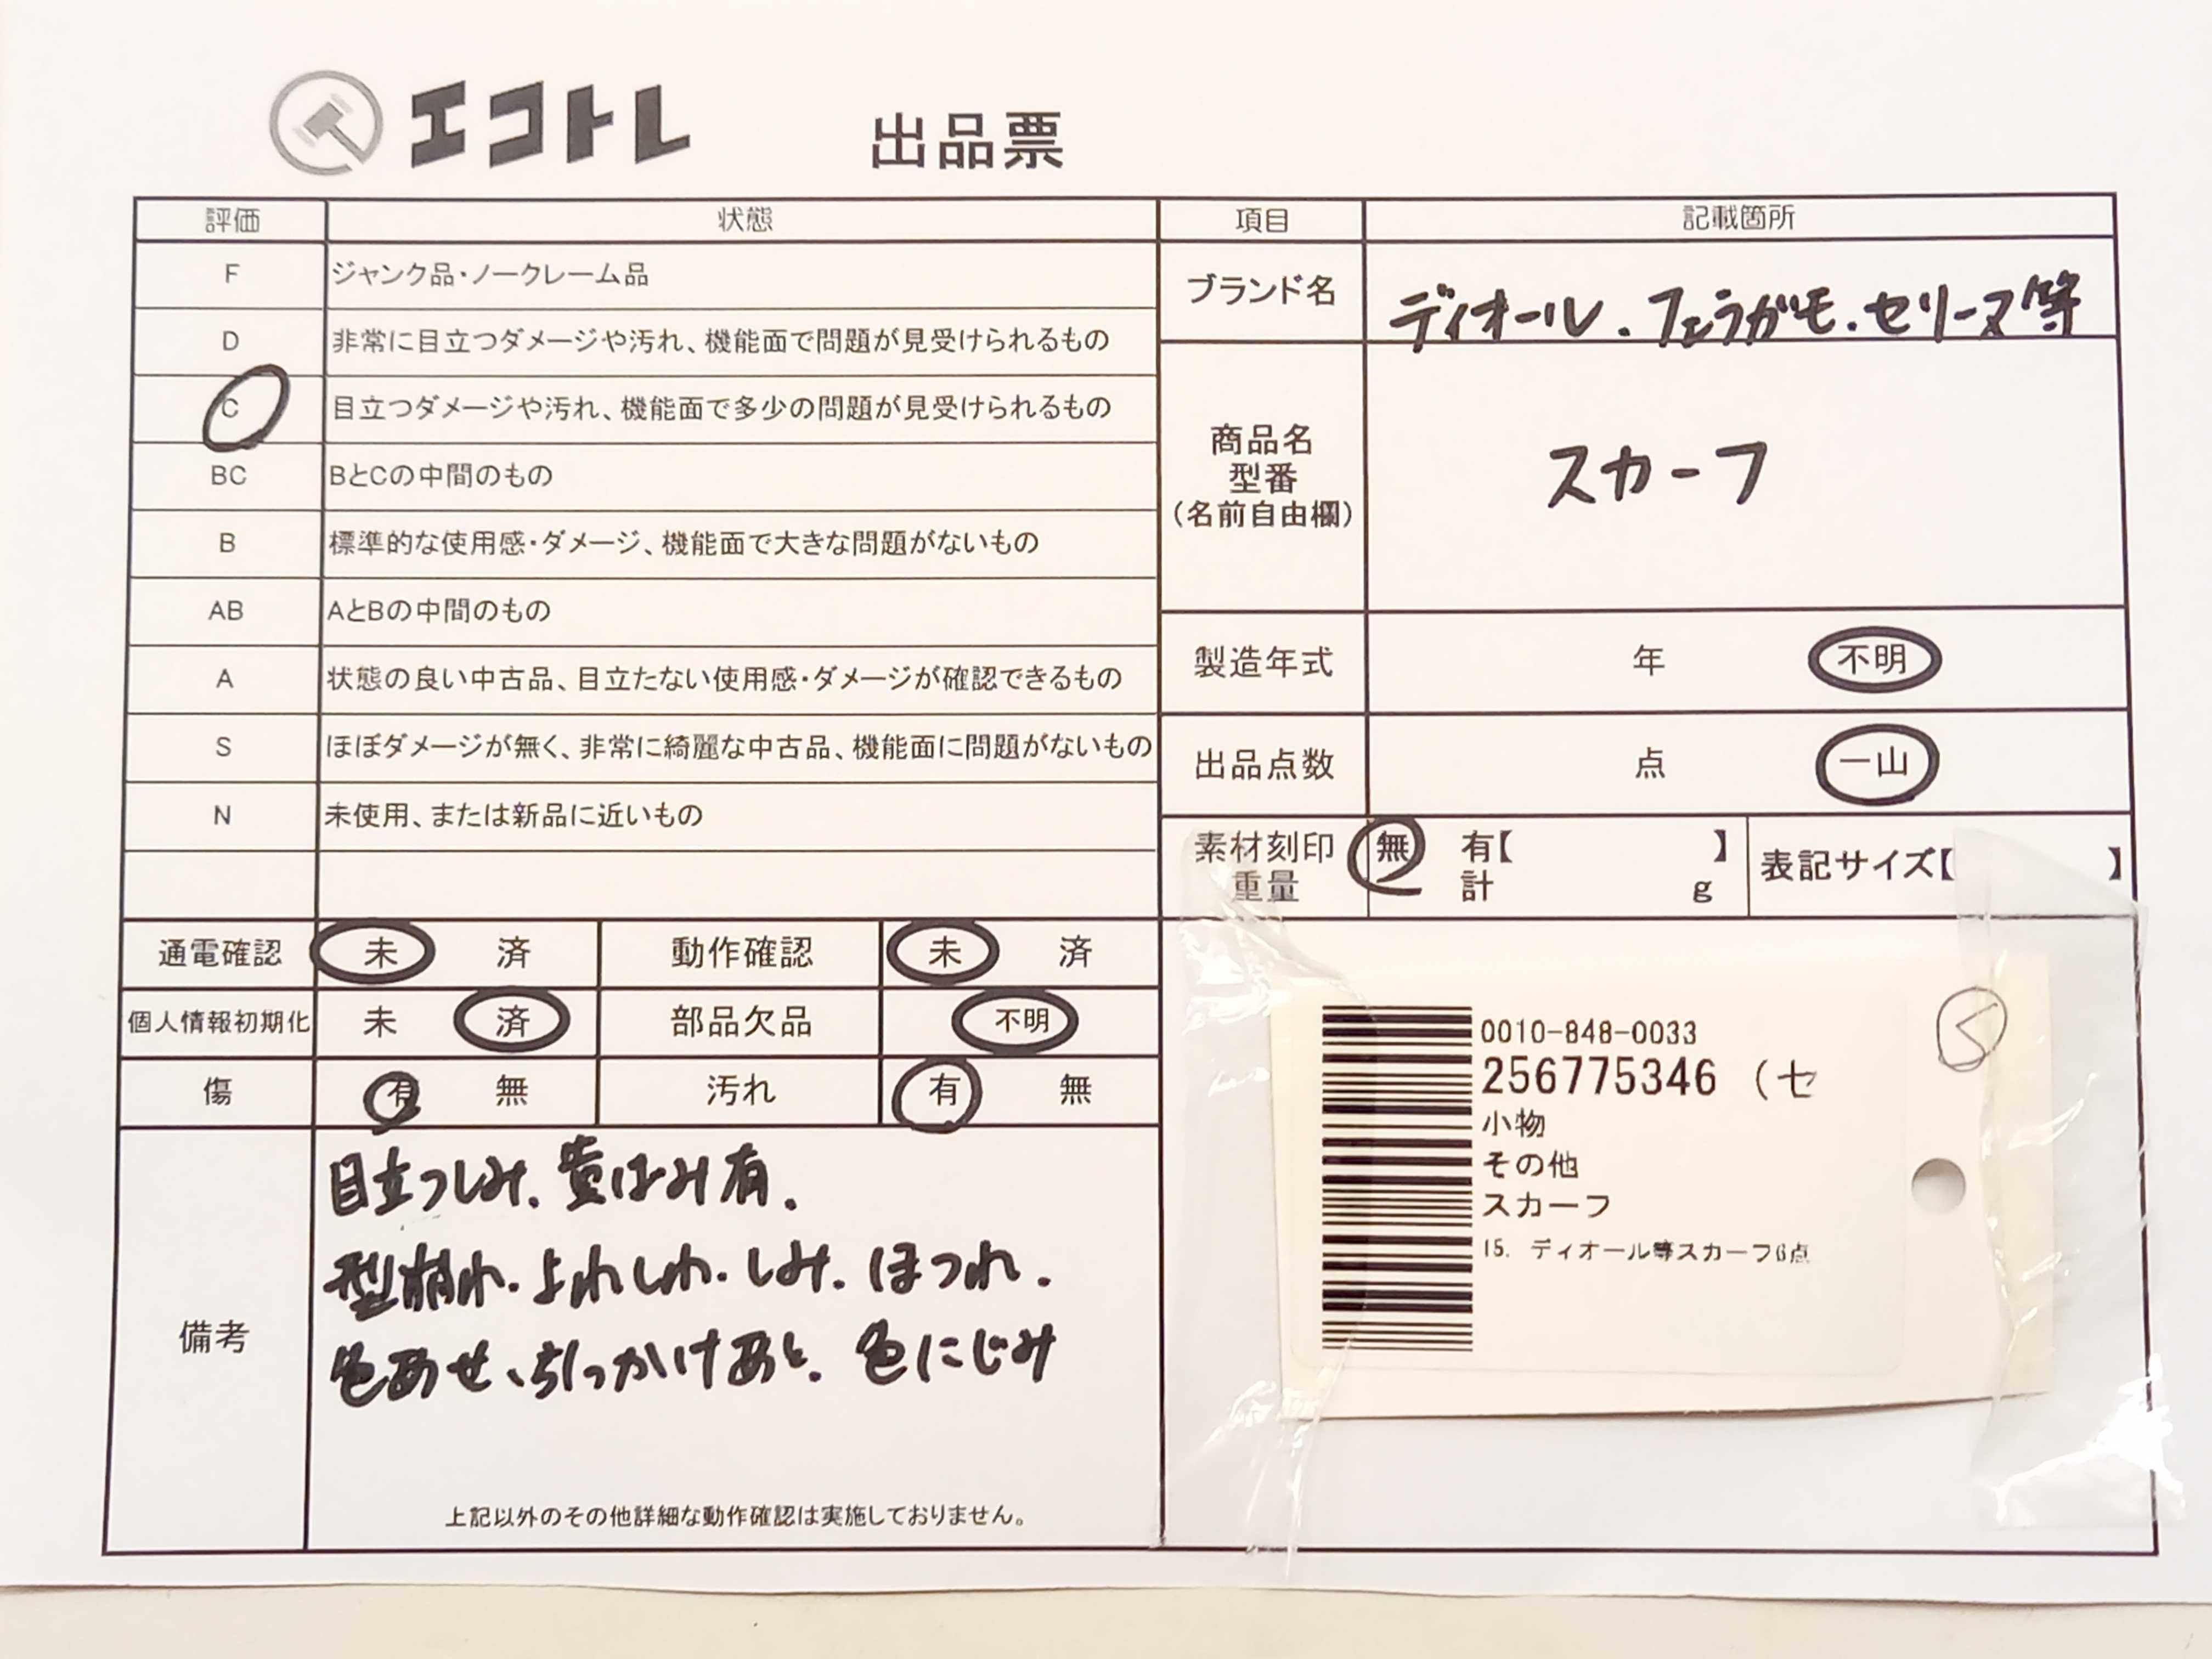 エコトレ 出品票
評価 状態
F ジャンク品・ノークレーム品
D 非常に目立つダメージや汚れ、機能面で問題が見受けられるもの
C 目立つダメージや汚れ、機能面で多少の問題が見受けられるもの
BC BとCの中間のもの
B 標準的な使用感・ダメージ、機能面で大きな問題がないもの
AB AとBの中間のもの
A 状態の良い中古品、目立たない使用感・ダメージが確認できるもの
S ほぼダメージが無く、非常に綺麗な中古品、機能面に問題がないもの
N 未使用、または新品に近いもの
項目 記載箇所
ブランド名 ディオール.フェラガモ.セリーヌ等
商品名
型番
(名前自由欄)
スカーフ
製造年式 年 不明
出品点数 点 一山
素材刻印 無 有【 】
重量 計 g
表記サイズ【 】
通電確認 未 済 動作確認 未 済
個人情報初期化 未 済 部品欠品 不明
傷 有 無 汚れ 有 無
備考
目立つしみ.黄ばみ有.
型崩れ.よれしわ.しみ.ほつれ.
色あせ、引っかけあと.色にじみ
上記以外のその他詳細な動作確認は実施しておりません。
0010-848-0033
256775346 (セ
小物
その他
スカーフ
15. ディオール等スカーフ6点